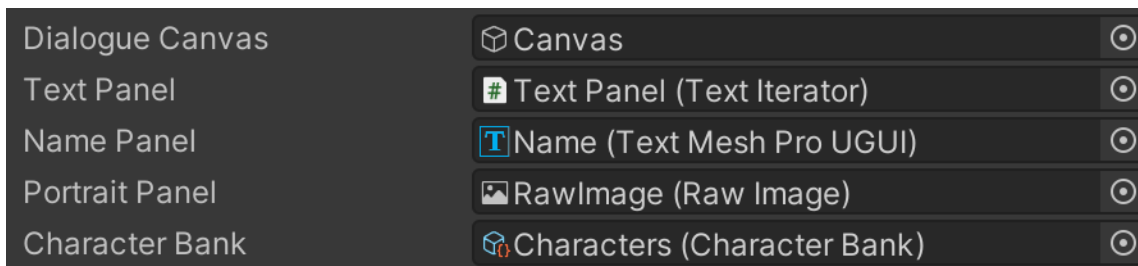 Dialogue Canvas Canvas
Text Panel # Text Panel (Text Iterator)
Name Panel T Name (Text Mesh Pro UGUI)
Portrait Panel RawImage (Raw Image)
Character Bank {} Characters (Character Bank)